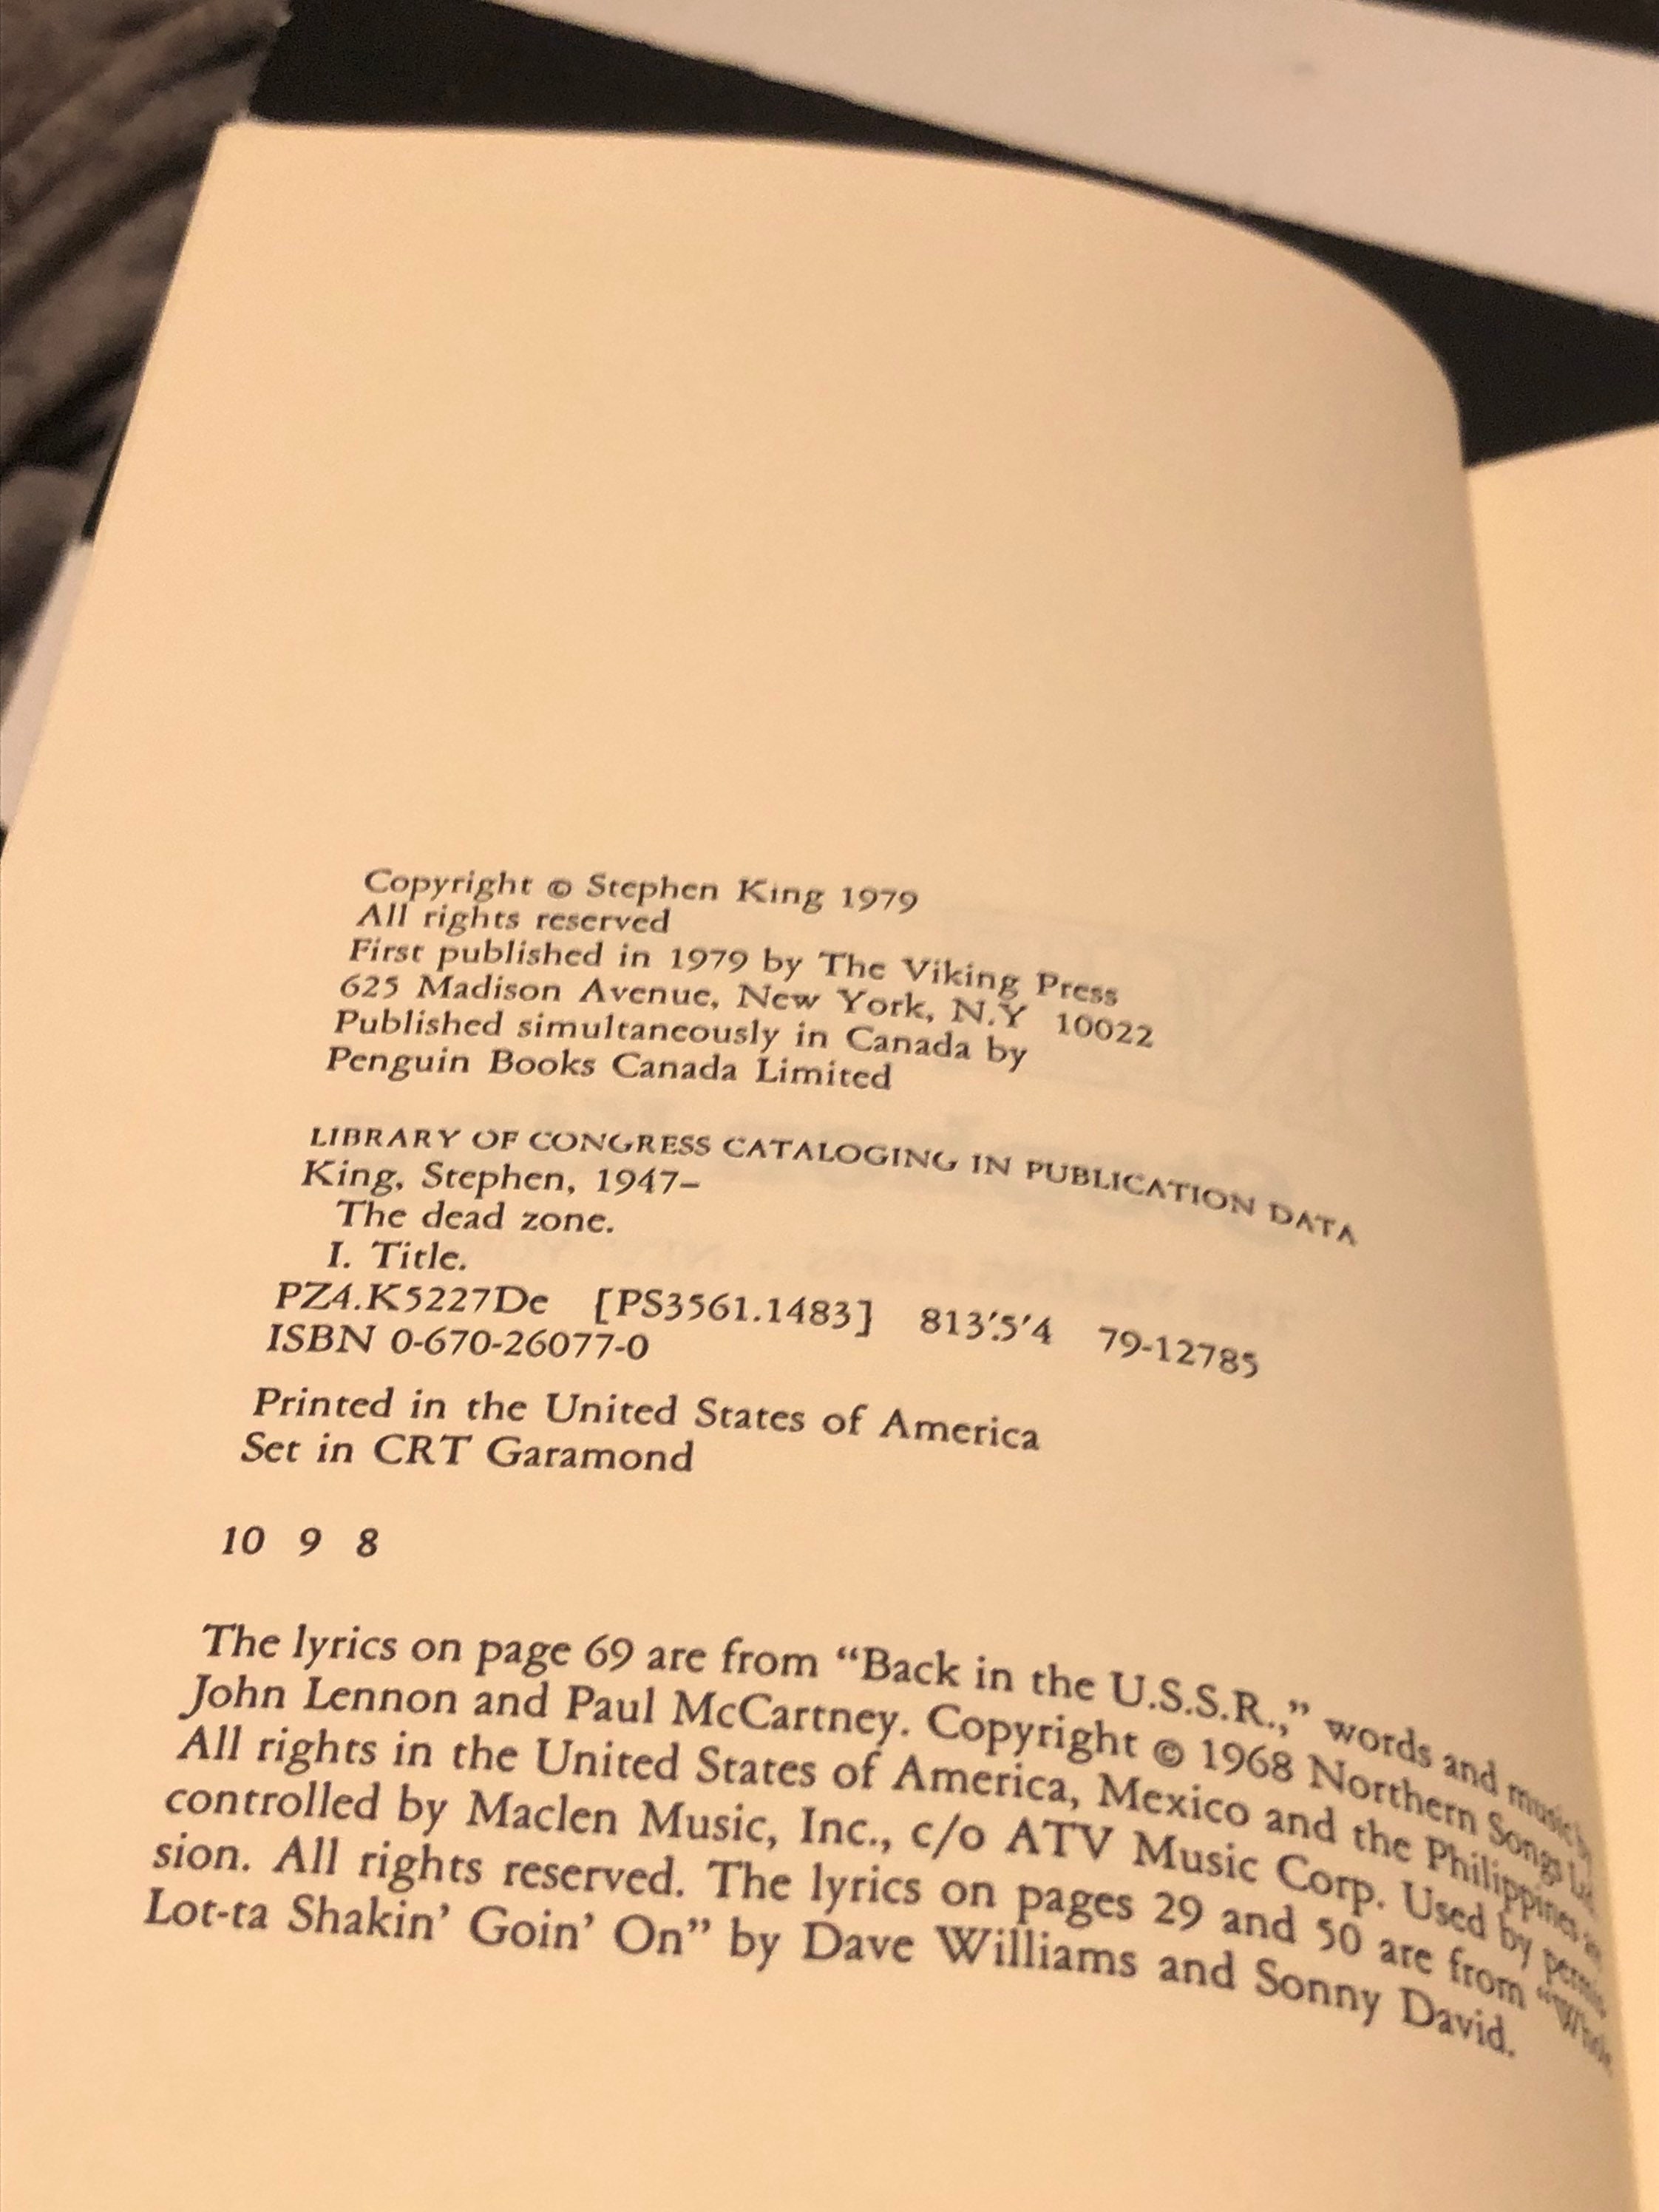 Copyright © Stephen King 1979
All rights reserved
First published in 1979 by The Viking Press
625 Madison Avenue, New York, N.Y 10022
Published simultaneously in Canada by
Penguin Books Canada Limited
LIBRARY OF CONGRESS CATALOGING IN PUBLICATION DATA
King, Stephen, 1947–
The dead zone.
I. Title.
PZ4.K5227De [PS3561.1483] 813'.5'4 79-12785
ISBN 0-670-26077-0
Printed in the United States of America
Set in CRT Garamond
10 9 8
The lyrics on page 69 are from “Back in the U.S.S.R.,” words and music by
John Lennon and Paul McCartney. Copyright © 1968 Northern Songs Ltd.
All rights in the United States of America, Mexico and the Philippines
controlled by Maclen Music, Inc., c/o ATV Music Corp. Used by permis-
sion. All rights reserved. The lyrics on pages 29 and 50 are from “Whole
Lot-ta Shakin’ Goin’ On” by Dave Williams and Sonny David.